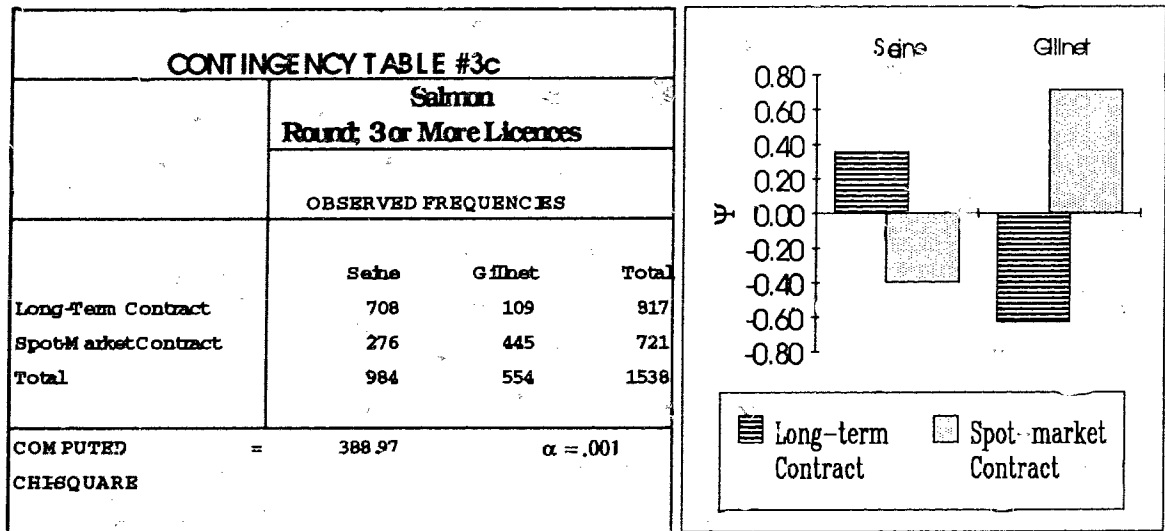 CONTINGENCY TABLE #3c
Salmon
Round; 3 or More Licences
OBSERVED FREQUENCIES
Seine Gillnet Total
Long-Term Contract 708 109 817
Spot-Market Contract 276 445 721
Total 984 554 1538
COMPUTED = 388.97 α = .001
CHI-SQUARE
Seine Gillnet
0.80
0.60
0.40
0.20
Ψ 0.00
-0.20
-0.40
-0.60
-0.80
Long-term Spot-market
Contract Contract